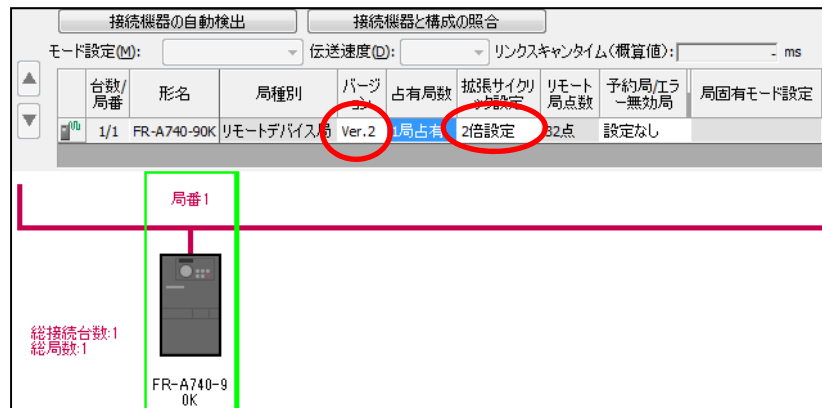 接続機器の自動検出 接続機器と構成の照合
モード設定(M): 伝送速度(D): リンクスキャンタイム(概算値): - ms
台数/局番 形名 局種別 バージョン 占有局数 拡張サイクリック設定 リモート局点数 予約局/エラー無効局 局固有モード設定
1/1 FR-A740-90K リモートデバイス局 Ver.2 1局占有 2倍設定 32点 設定なし
局番1
総接続台数:1
総局数:1
FR-A740-9
0K